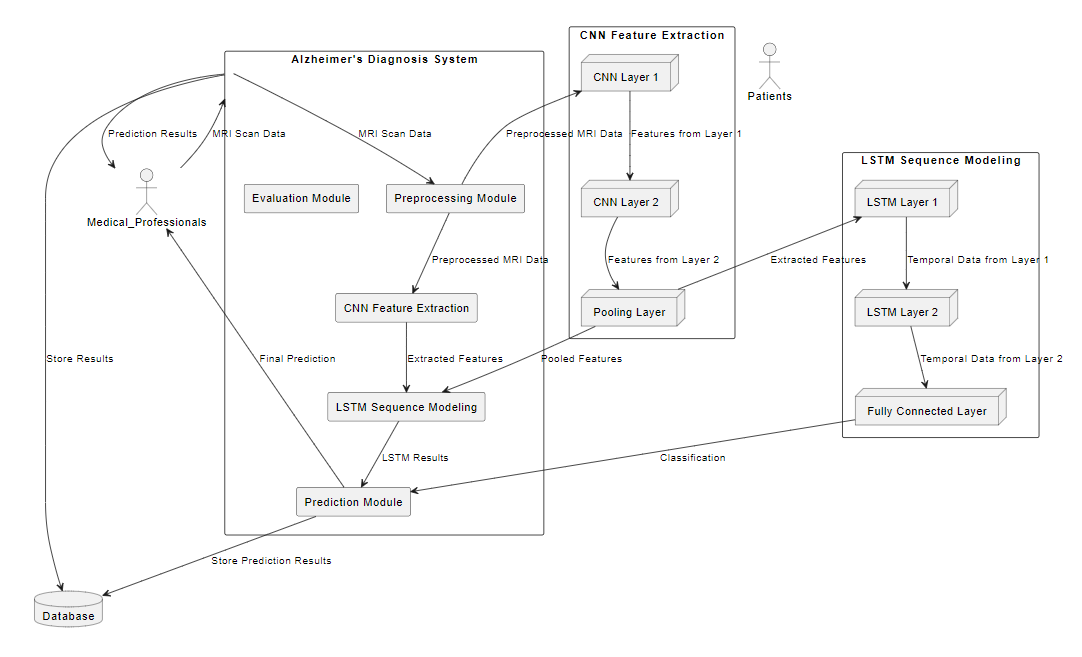 CNN Feature Extraction
Alzheimer's Diagnosis System
CNN Layer 1
Patients
Prediction Results
MRI Scan Data
MRI Scan Data
Preprocessed MRI Data
Features from Layer 1
LSTM Sequence Modeling
Evaluation Module
Preprocessing Module
CNN Layer 2
LSTM Layer 1
Medical_Professionals
Preprocessed MRI Data
Features from Layer 2
Extracted Features
Temporal Data from Layer 1
CNN Feature Extraction
Pooling Layer
LSTM Layer 2
Store Results
Final Prediction
Extracted Features
Pooled Features
Temporal Data from Layer 2
LSTM Sequence Modeling
Fully Connected Layer
LSTM Results
Classification
Prediction Module
Store Prediction Results
Database